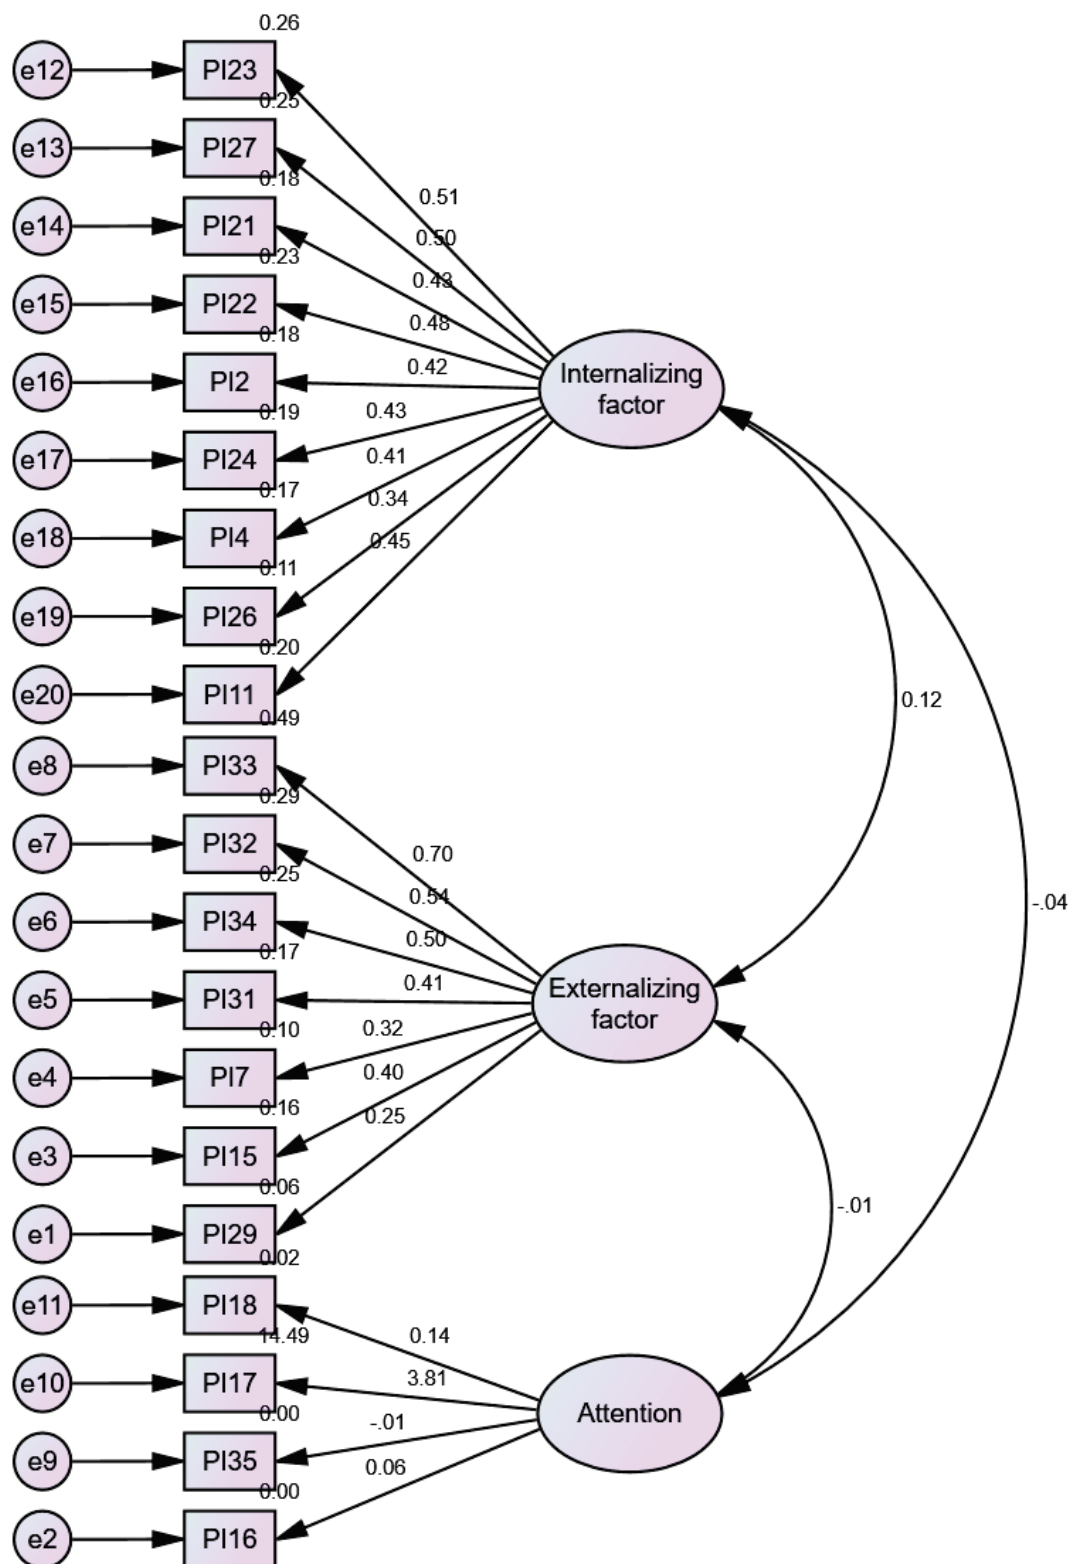 0.26
e12 PI23
0.25
e13 PI27
0.18
e14 PI21
0.23
e15 PI22
0.18
e16 PI2
0.19
e17 PI24
0.17
e18 PI4
0.11
e19 PI26
0.20
e20 PI11
0.49
e8 PI33
0.29
e7 PI32
0.25
e6 PI34
0.17
e5 PI31
0.10
e4 PI7
0.16
e3 PI15
0.06
e1 PI29
0.02
e11 PI18
14.49
e10 PI17
0.00
e9 PI35
0.00
e2 PI16
0.51
0.50
0.43
0.48
0.42
0.43
0.41
0.34
0.45
0.70
0.54
0.50
0.41
0.32
0.40
0.25
0.14
3.81
-.01
0.06
Internalizing
factor
Externalizing
factor
Attention
0.12
-.04
-.01